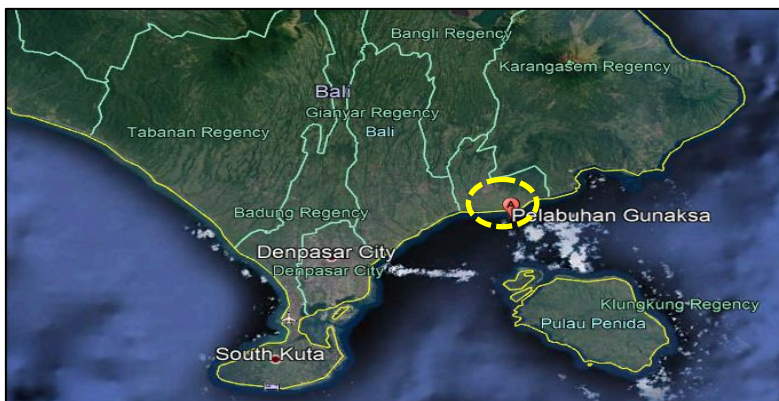 Bangli Regency
Karangasem Regency
Bali
Gianyar Regency
Bali
Tabanan Regency
A
Pelabuhan Gunaksa
Badung Regency
Denpasar City
Denpasar City
Klungkung Regency
Pulau Penida
South Kuta